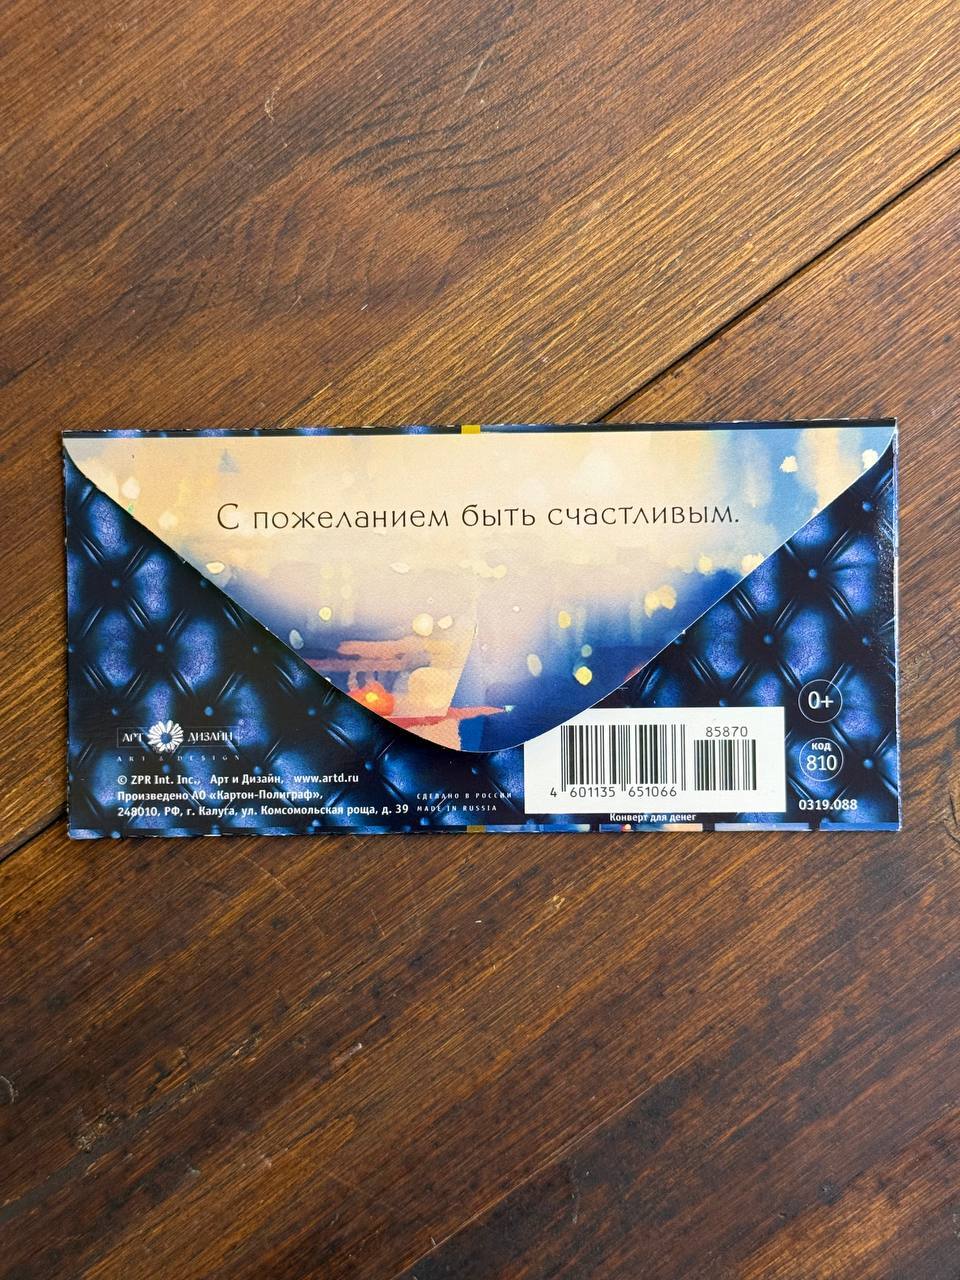 С пожеланием быть счастливым.
АРТ ДИЗАЙН
ART & DESIGN
© ZPR Int. Inc., Арт и Дизайн, www.artd.ru
Произведено АО «Картон-Полиграф»,
248010, РФ, г. Калуга, ул. Комсомольская роща, д. 39
СДЕЛАНО В РОССИИ
MADE IN RUSSIA
85870
4 601135 651066
Конверт для денег
0+
код
810
0319.088